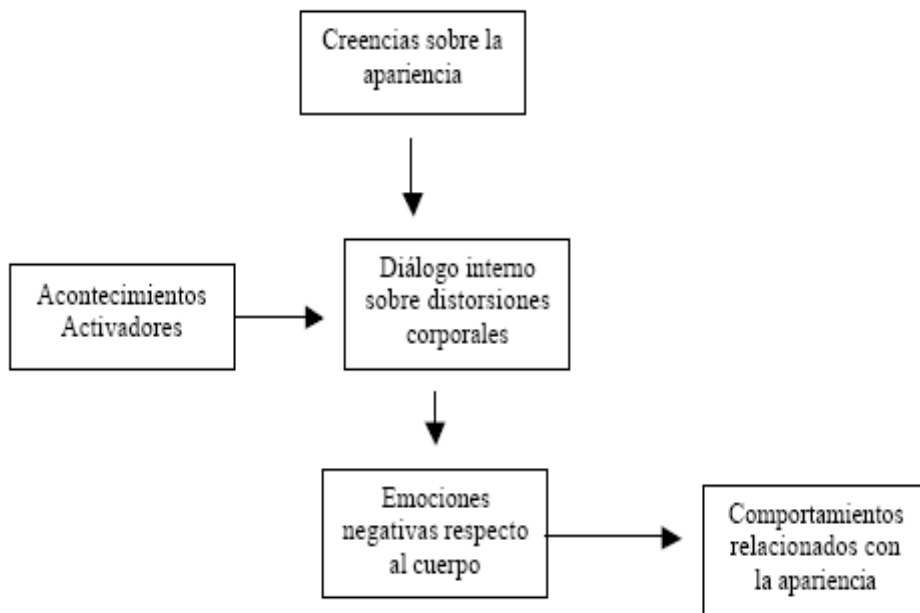 Creencias sobre la
apariencia
Acontecimientos
Activadores
Diálogo interno
sobre distorsiones
corporales
Emociones
negativas respecto
al cuerpo
Comportamientos
relacionados con
la apariencia